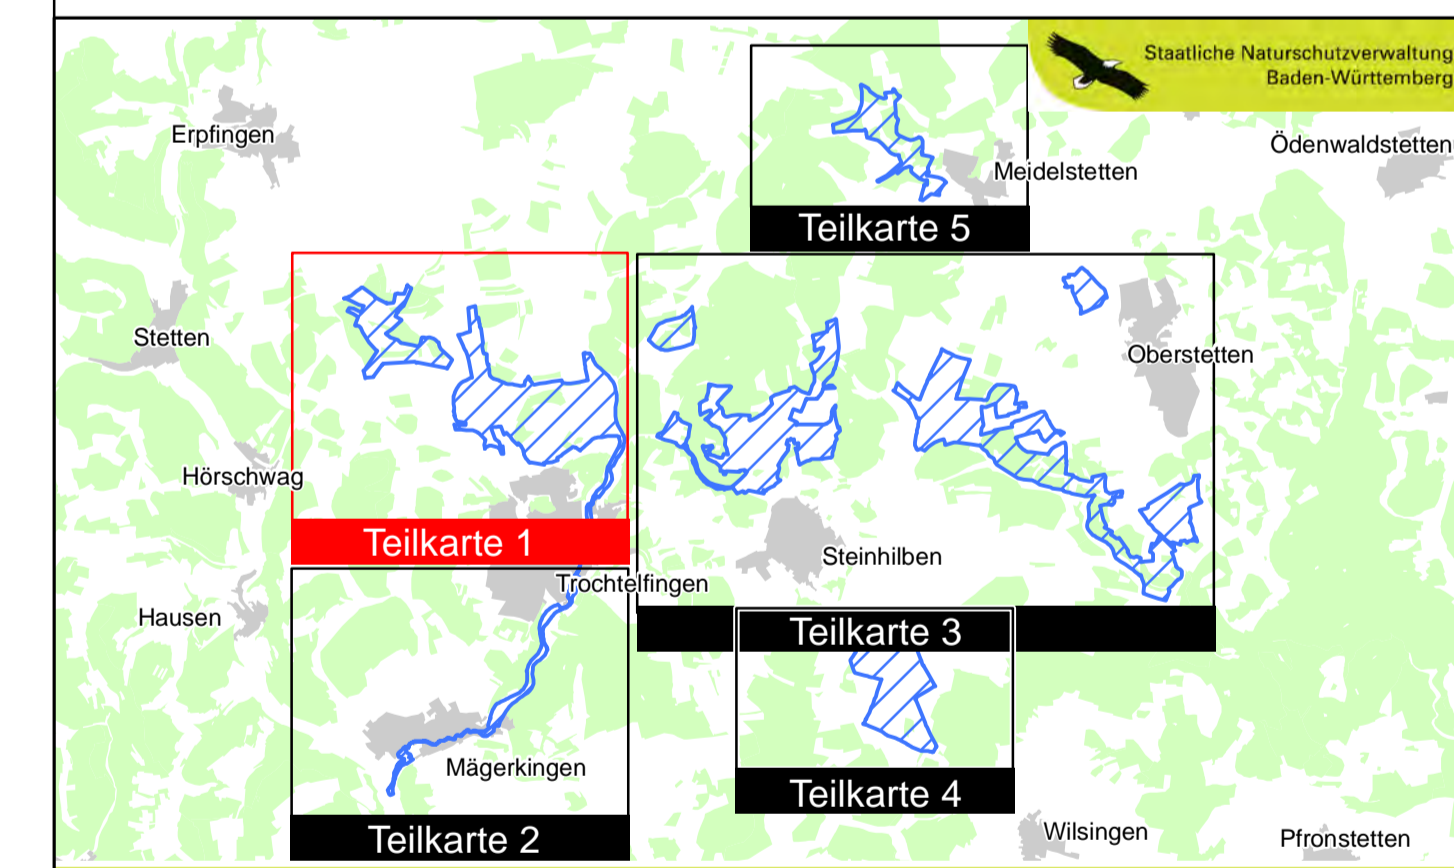 Staatliche Naturschutzverwaltung
Baden-Württemberg
Erpfingen
Ödenwaldstetten
Meidelstetten
Teilkarte 5
Stetten
Oberstetten
Hörschwag
Teilkarte 1
Steinhilben
Trochtelfingen
Hausen
Teilkarte 3
Mägerkingen
Teilkarte 4
Wilsingen
Pfronstetten
Teilkarte 2